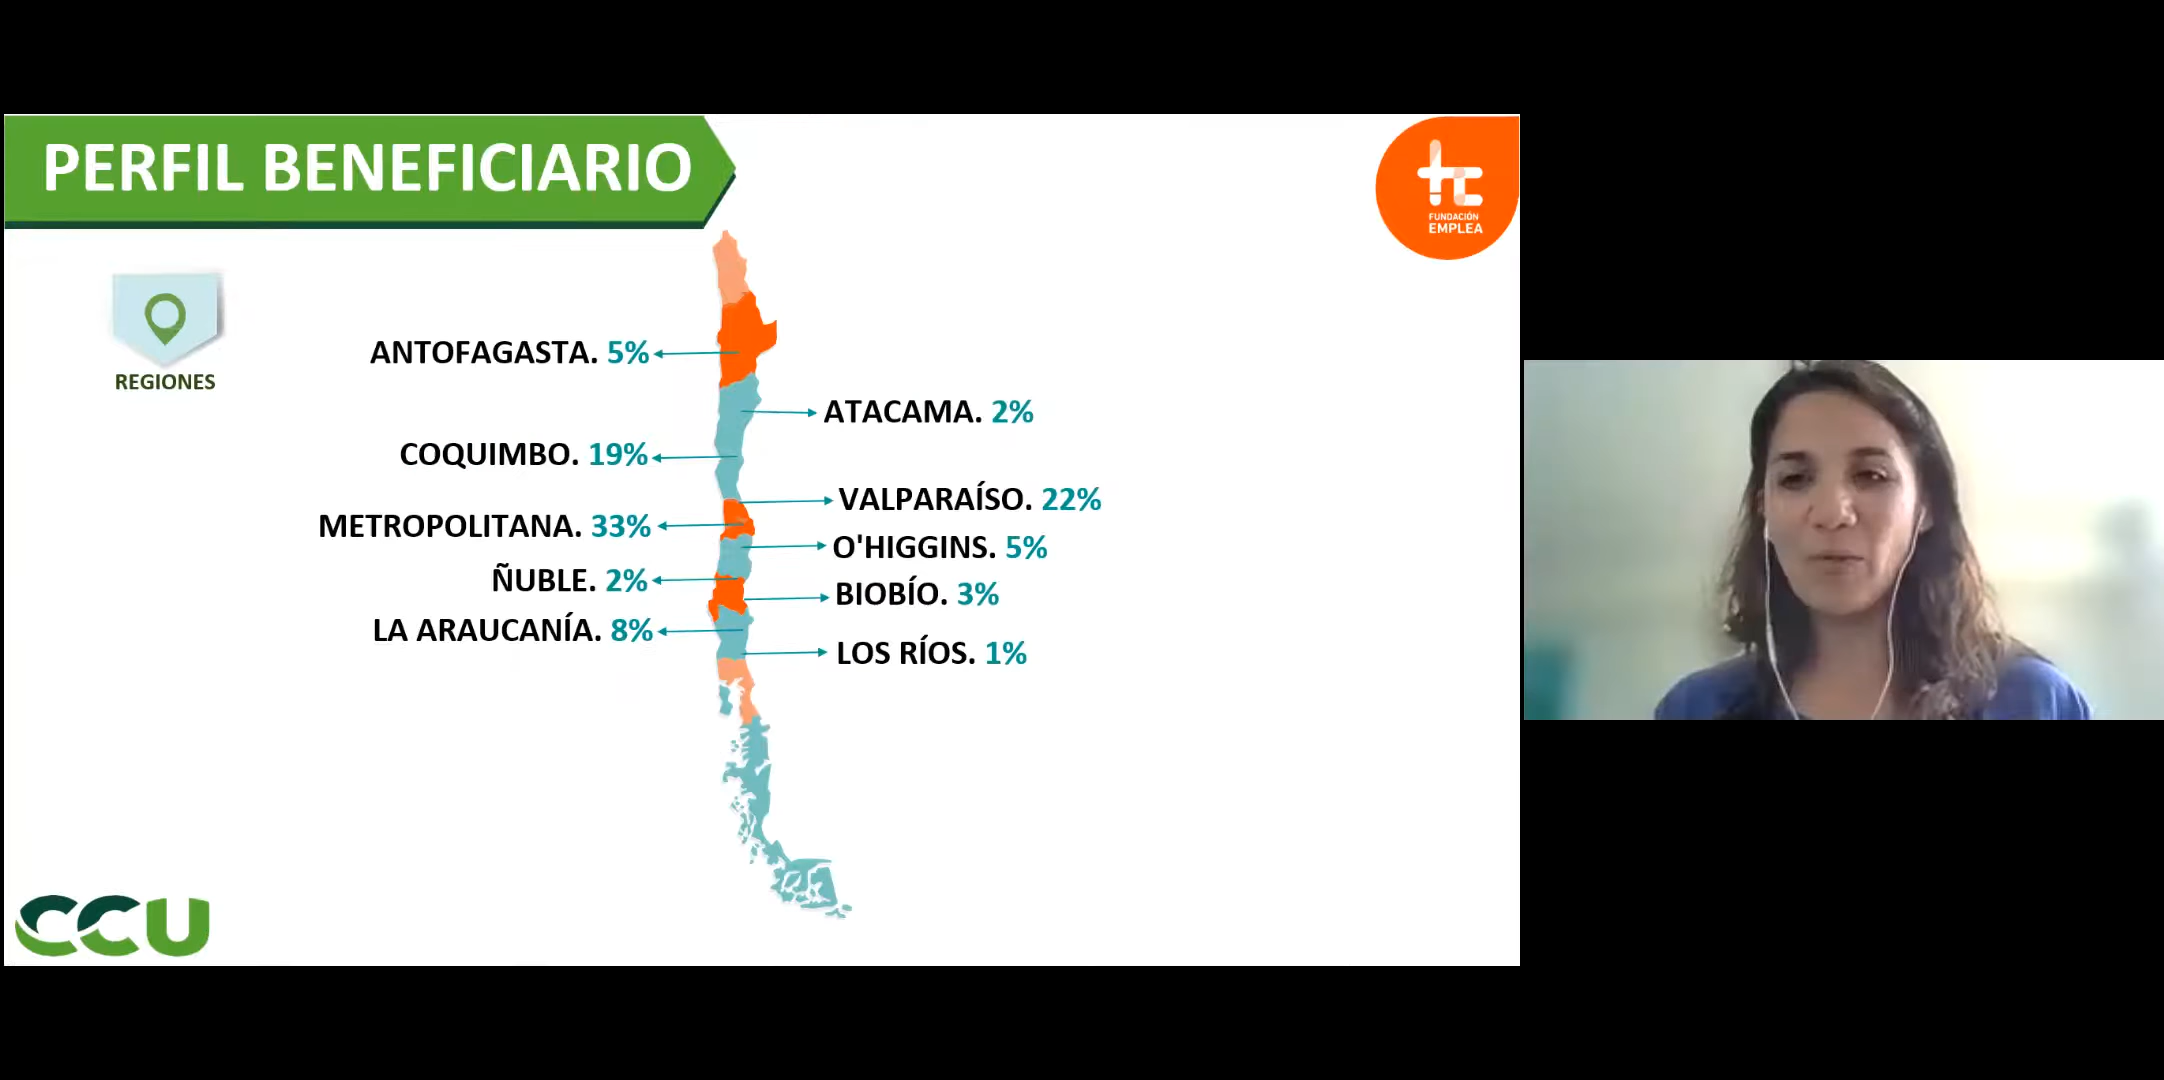 PERFIL BENEFICIARIO
FUNDACIÓN
EMPLEA
REGIONES
ANTOFAGASTA. 5%
ATACAMA. 2%
COQUIMBO. 19%
VALPARAÍSO. 22%
METROPOLITANA. 33%
O'HIGGINS. 5%
ÑUBLE. 2%
BIOBÍO. 3%
LA ARAUCANÍA. 8%
LOS RÍOS. 1%
CCU